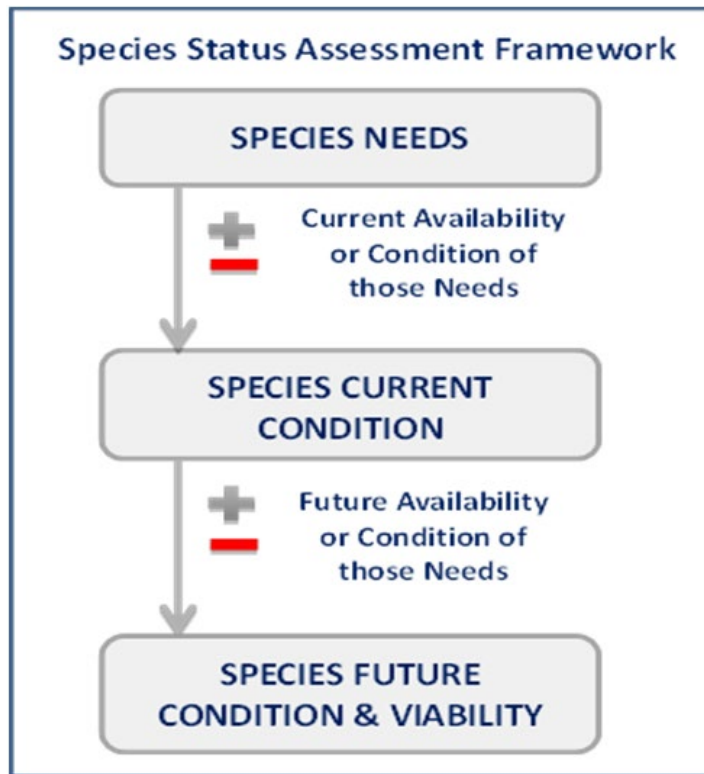 Species Status Assessment Framework
SPECIES NEEDS
Current Availability
or Condition of
those Needs
SPECIES CURRENT
CONDITION
Future Availability
or Condition of
those Needs
SPECIES FUTURE
CONDITION & VIABILITY